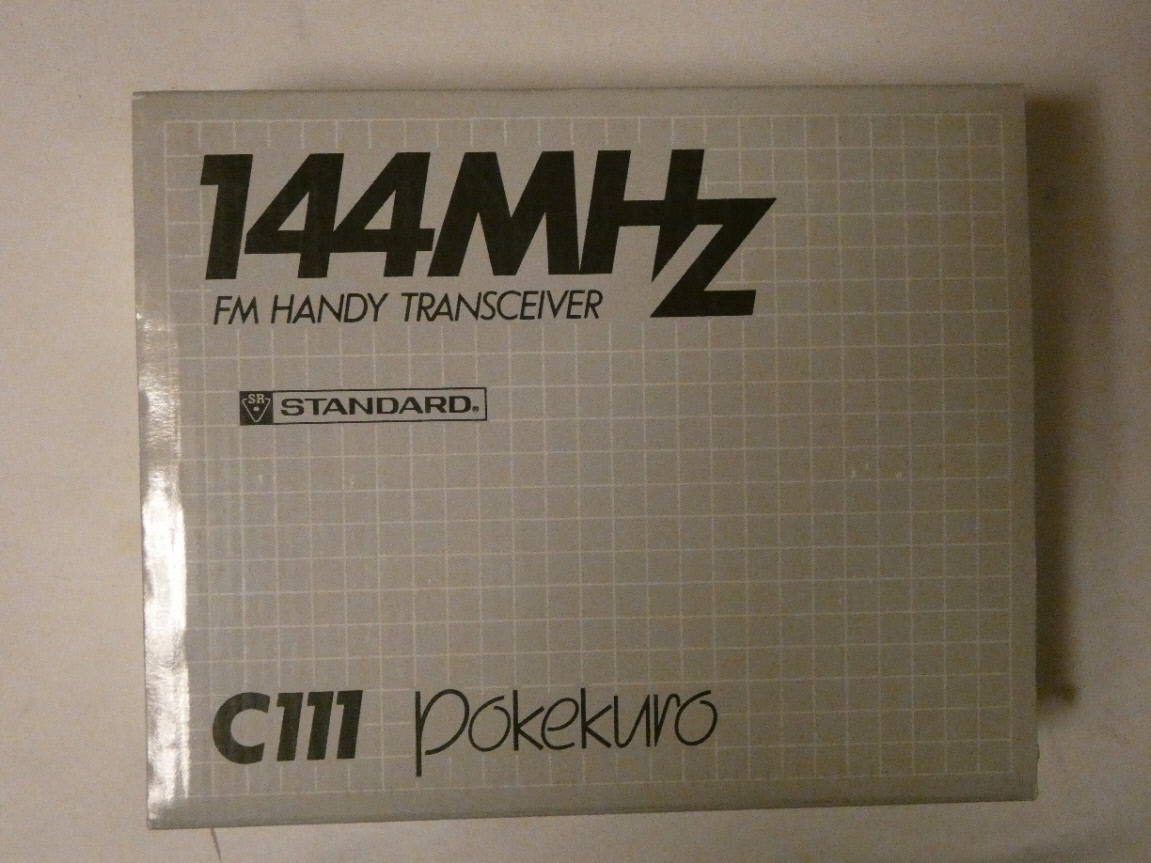 144MHz
FM HANDY TRANSCEIVER
SR STANDARD®
C111 pokekuro